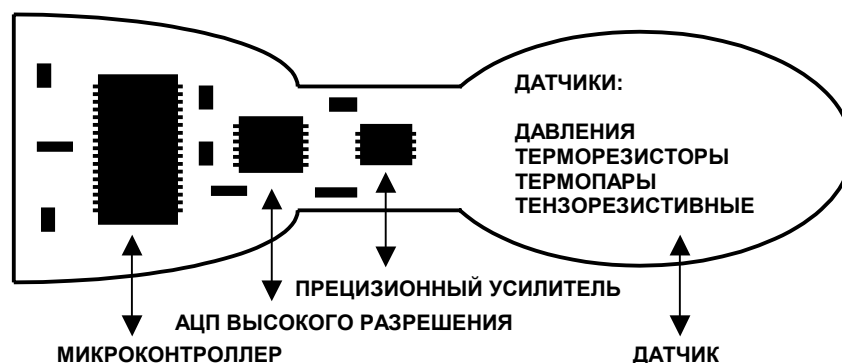 ДАТЧИКИ:
ДАВЛЕНИЯ
ТЕРМОРЕЗИСТОРЫ
ТЕРМОПАРЫ
ТЕНЗОРЕЗИСТИВНЫЕ
ПРЕЦИЗИОННЫЙ УСИЛИТЕЛЬ
АЦП ВЫСОКОГО РАЗРЕШЕНИЯ
МИКРОКОНТРОЛЛЕР
ДАТЧИК